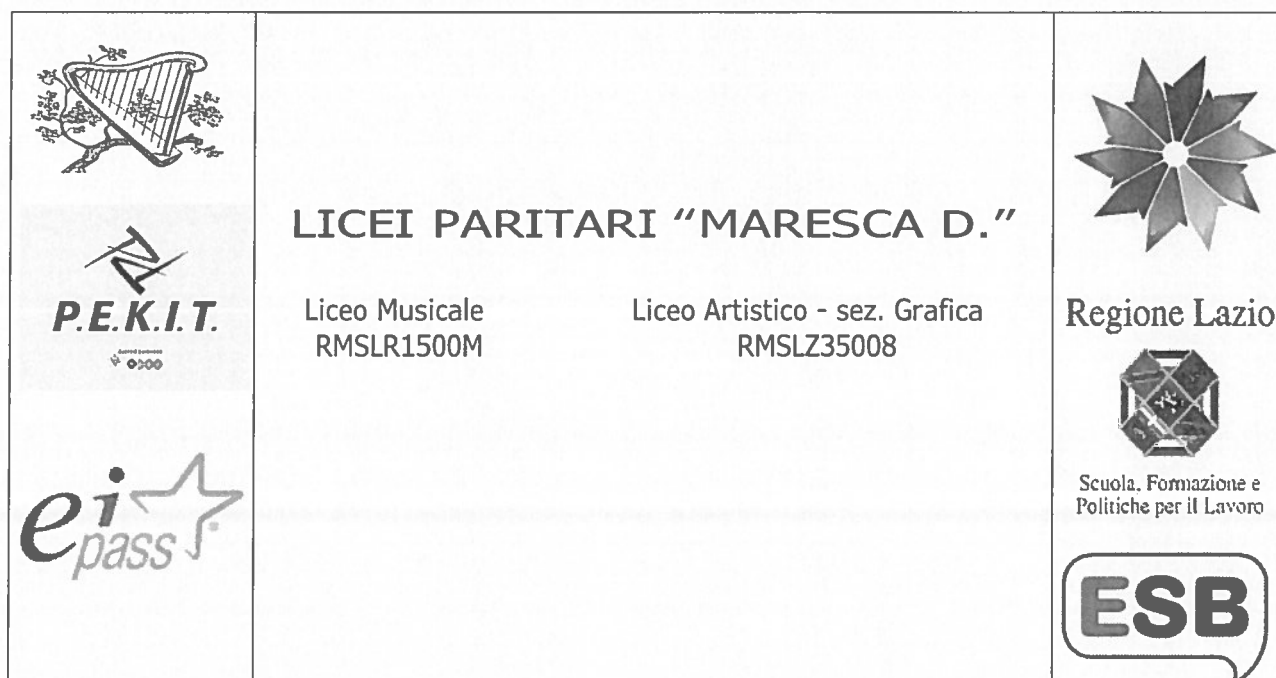 LICEI PARITARI “MARESCA D.”
Liceo Musicale
RMSLR1500M
Liceo Artistico - sez. Grafica
RMSLZ35008
P.E.K.I.T.
ei
pass
Regione Lazio
Scuola, Formazione e
Politiche per il Lavoro
ESB